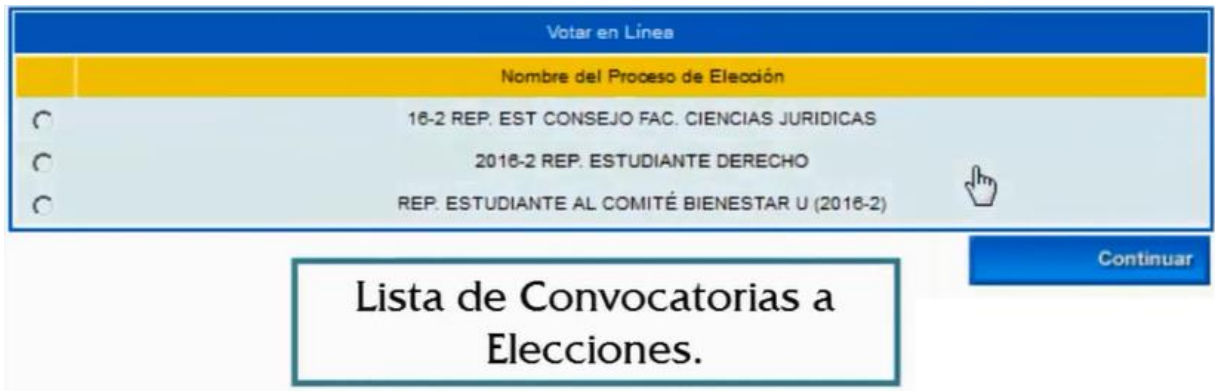 Votar en Línea
Nombre del Proceso de Elección
16-2 REP. EST CONSEJO FAC. CIENCIAS JURIDICAS
2016-2 REP. ESTUDIANTE DERECHO
REP. ESTUDIANTE AL COMITÉ BIENESTAR U (2016-2)
Continuar
Lista de Convocatorias a
Elecciones.